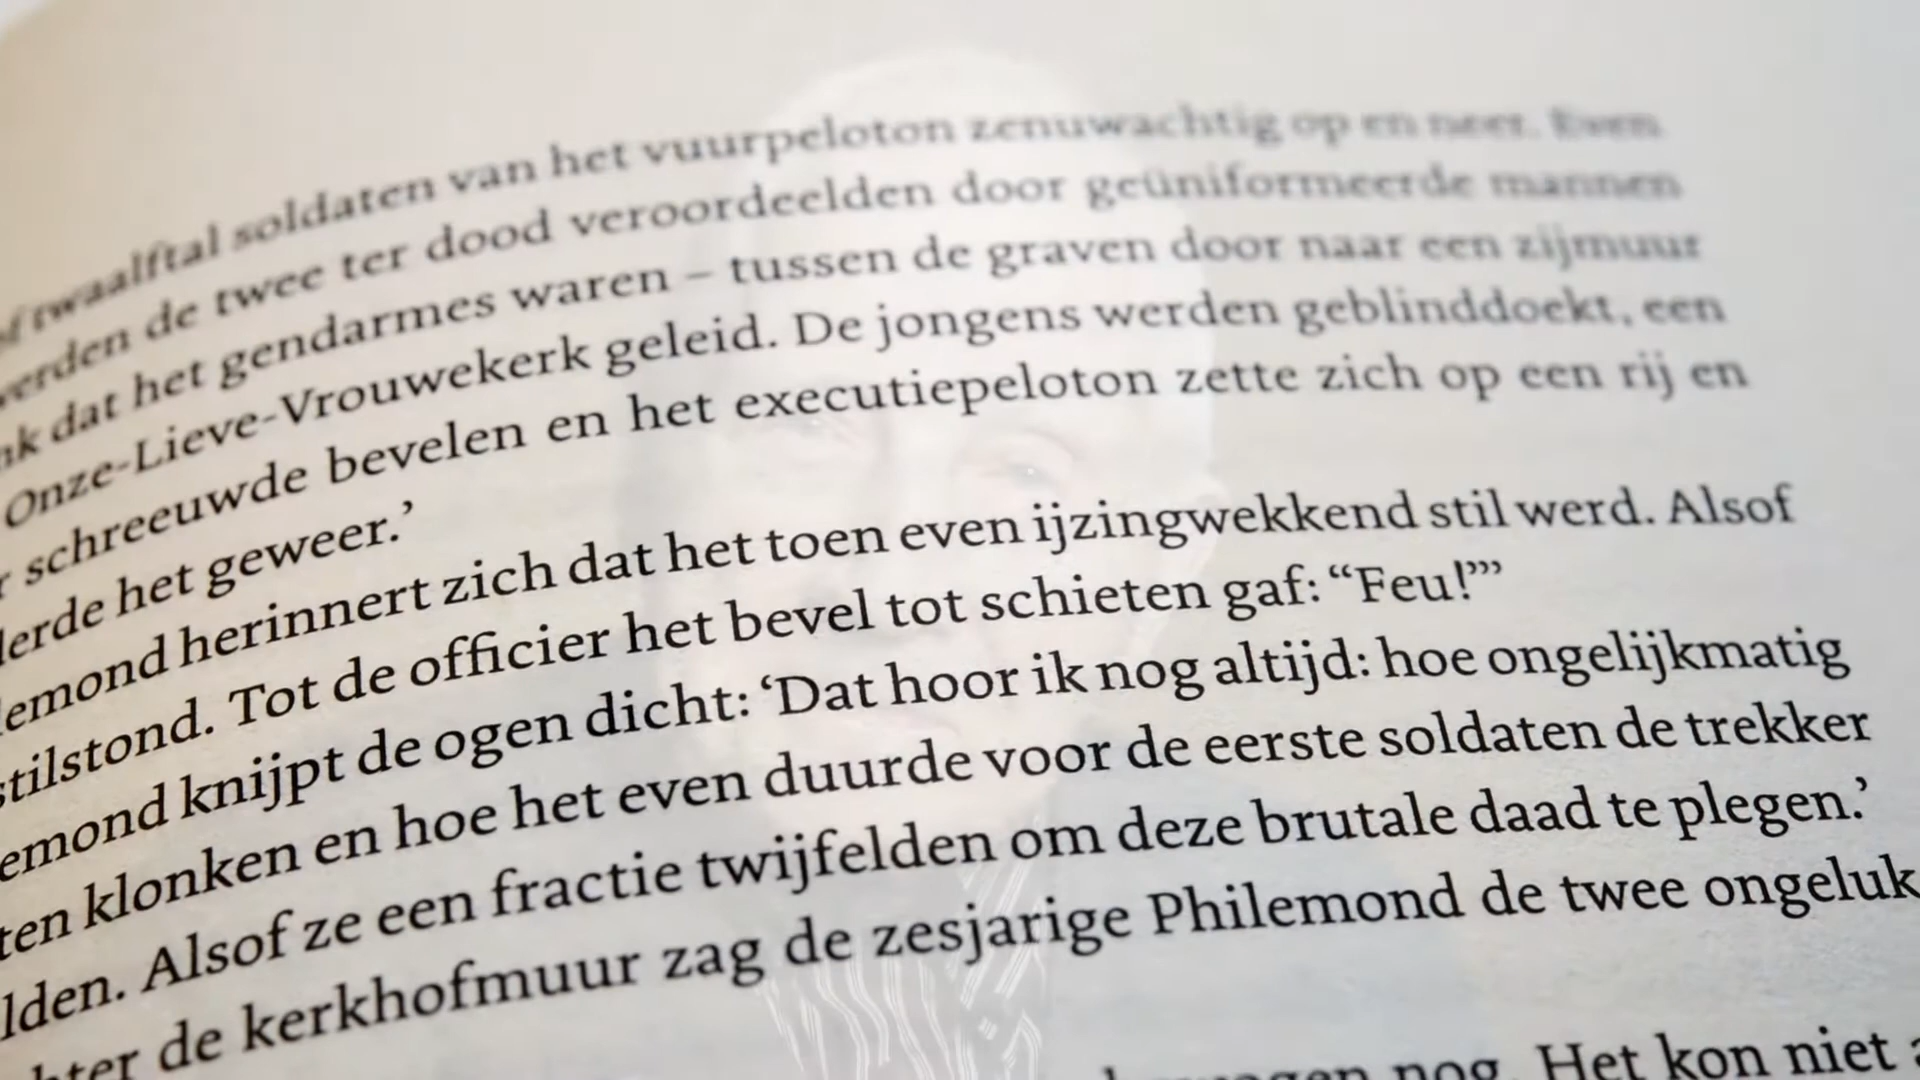 twaalftal soldaten van het vuurpeloton zenuwachtig op en neer. Even
werden de twee ter dood veroordeelden door geüniformeerde mannen
dat het gendarmes waren – tussen de graven door naar een zijmuur
Onze-Lieve-Vrouwekerk geleid. De jongens werden geblinddoekt, een
schreeuwde bevelen en het executiepeloton zette zich op een rij en
het geweer.’
herinnert zich dat het toen even ijzingwekkend stil werd. Alsof
stilstond. Tot de officier het bevel tot schieten gaf: “Feu!”’
knijpt de ogen dicht: ‘Dat hoor ik nog altijd: hoe ongelijkmatig
klonken en hoe het even duurde voor de eerste soldaten de trekker
Alsof ze een fractie twijfelden om deze brutale daad te plegen.’
de kerkhofmuur zag de zesjarige Philemond de twee ongeluk
nog. Het kon niet